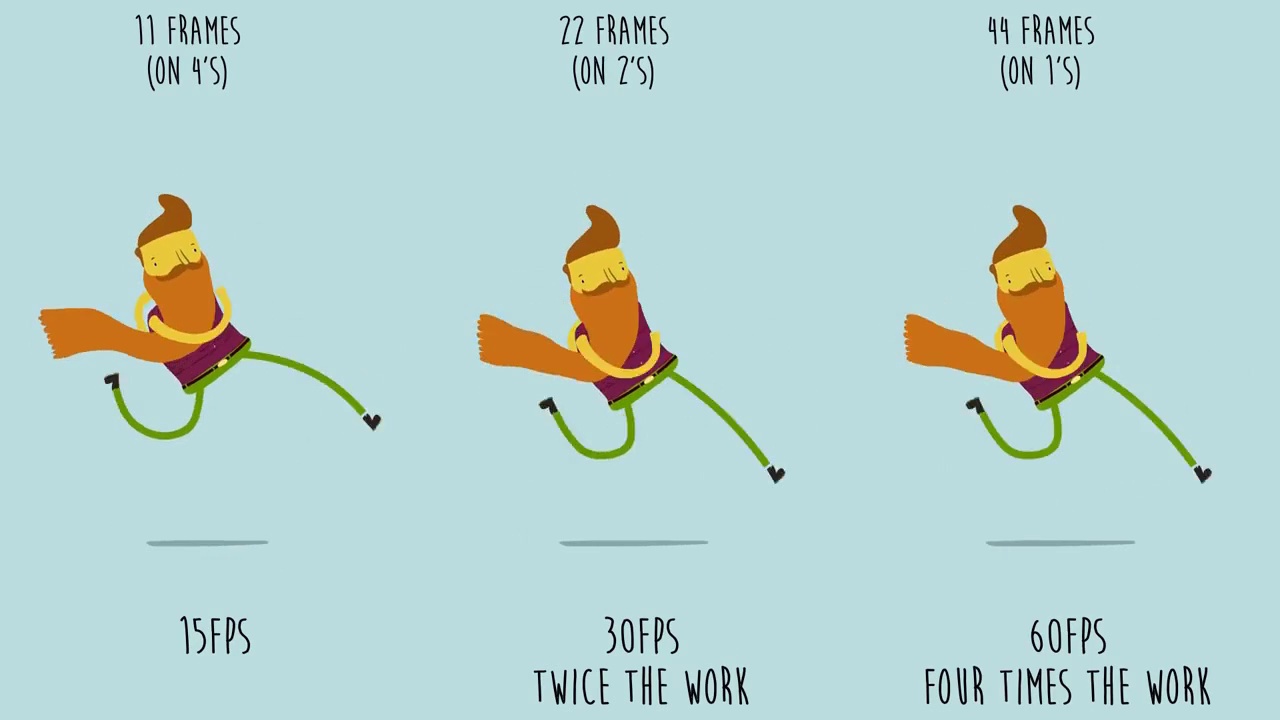 11 FRAMES
(ON 4'S)
22 FRAMES
(ON 2'S)
44 FRAMES
(ON 1'S)
15FPS
30FPS
TWICE THE WORK
60FPS
FOUR TIMES THE WORK